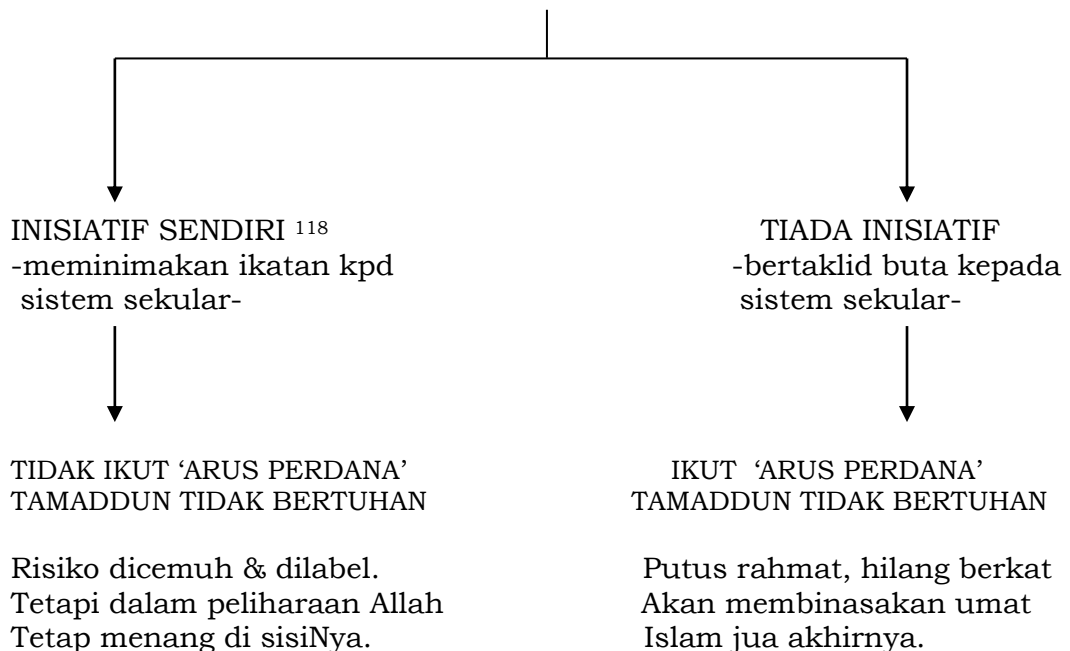 INISIATIF SENDIRI 118
-meminimakan ikatan kpd
sistem sekular-
TIADA INISIATIF
-bertaklid buta kepada
sistem sekular-
TIDAK IKUT ‘ARUS PERDANA’
TAMADDUN TIDAK BERTUHAN
IKUT ‘ARUS PERDANA’
TAMADDUN TIDAK BERTUHAN
Risiko dicemuh & dilabel.
Tetapi dalam peliharaan Allah
Tetap menang di sisiNya.
Putus rahmat, hilang berkat
Akan membinasakan umat
Islam jua akhirnya.